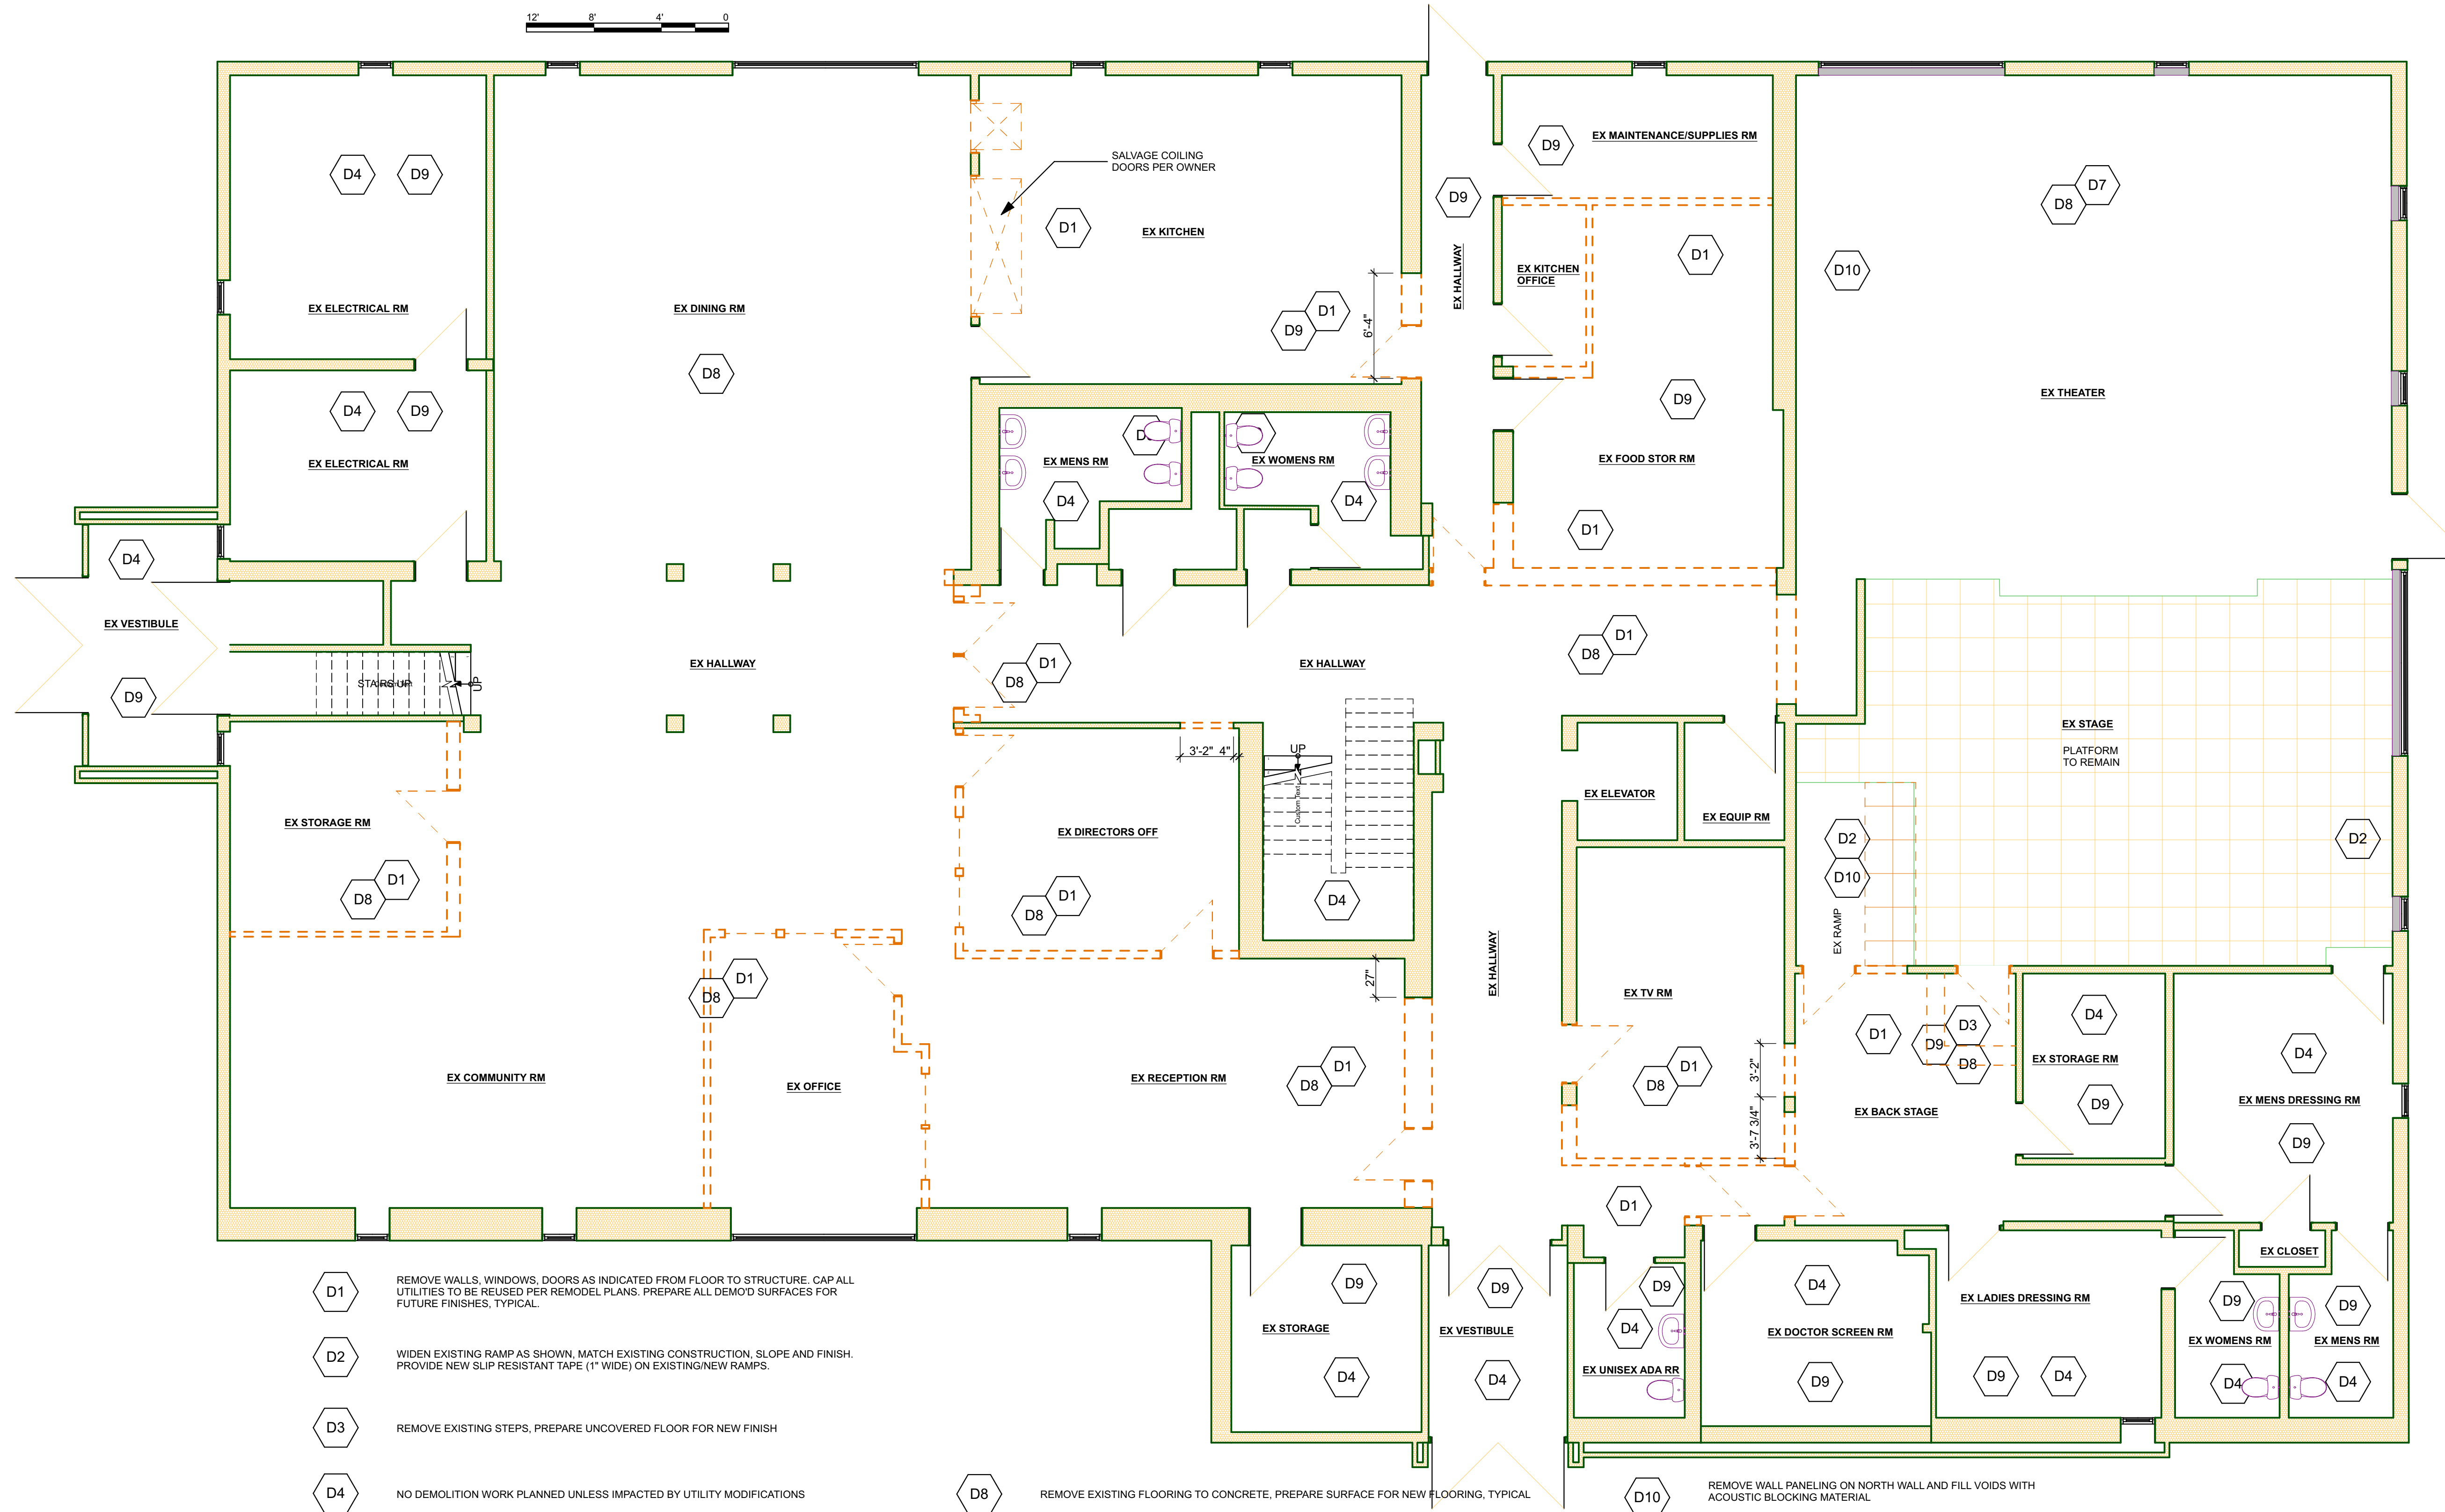 12' 8' 4' 0
SALVAGE COILING
DOORS PER OWNER
EX MAINTENANCE/SUPPLIES RM
D9
D4 D9
D7
D8
D9
D1
EX KITCHEN
D1
EX KITCHEN
OFFICE
EX HALLWAY
D10
EX ELECTRICAL RM
EX DINING RM
D1
D9
6'-4"
D8
D4 D9
D9
EX THEATER
EX ELECTRICAL RM
EX MENS RM
EX WOMENS RM
EX FOOD STOR RM
D4
D4
D1
D4
EX VESTIBULE
D1
D8
EX HALLWAY
D1
D8
EX HALLWAY
STAIRS UP
UP
D9
EX STAGE
PLATFORM
TO REMAIN
3'-2" 4"
UP
Custom Text
EX ELEVATOR
EX EQUIP RM
EX STORAGE RM
EX DIRECTORS OFF
D2
D10
D2
D1
D8
D1
D8
D4
EX RAMP
EX HALLWAY
D1
D8
27"
EX TV RM
D1
D3
D9
D8
D4
EX STORAGE RM
D4
EX COMMUNITY RM
EX OFFICE
EX RECEPTION RM
D1
D8
D1
D8
3'-2"
3'-7 3/4"
EX BACK STAGE
D9
EX MENS DRESSING RM
D9
D1
EX CLOSET
D9
D9
D9
D4
EX LADIES DRESSING RM
D9
D9
EX STORAGE
EX VESTIBULE
D4
EX DOCTOR SCREEN RM
EX WOMENS RM
EX MENS RM
EX UNISEX ADA RR
D4
D4
D9
D9
D4
D4
D4
D1
REMOVE WALLS, WINDOWS, DOORS AS INDICATED FROM FLOOR TO STRUCTURE. CAP ALL
UTILITIES TO BE REUSED PER REMODEL PLANS. PREPARE ALL DEMO'D SURFACES FOR
FUTURE FINISHES, TYPICAL.
D2
WIDEN EXISTING RAMP AS SHOWN, MATCH EXISTING CONSTRUCTION, SLOPE AND FINISH.
PROVIDE NEW SLIP RESISTANT TAPE (1" WIDE) ON EXISTING/NEW RAMPS.
D3
REMOVE EXISTING STEPS, PREPARE UNCOVERED FLOOR FOR NEW FINISH
D4
NO DEMOLITION WORK PLANNED UNLESS IMPACTED BY UTILITY MODIFICATIONS
D8
REMOVE EXISTING FLOORING TO CONCRETE, PREPARE SURFACE FOR NEW FLOORING, TYPICAL
D10
REMOVE WALL PANELING ON NORTH WALL AND FILL VOIDS WITH
ACOUSTIC BLOCKING MATERIAL